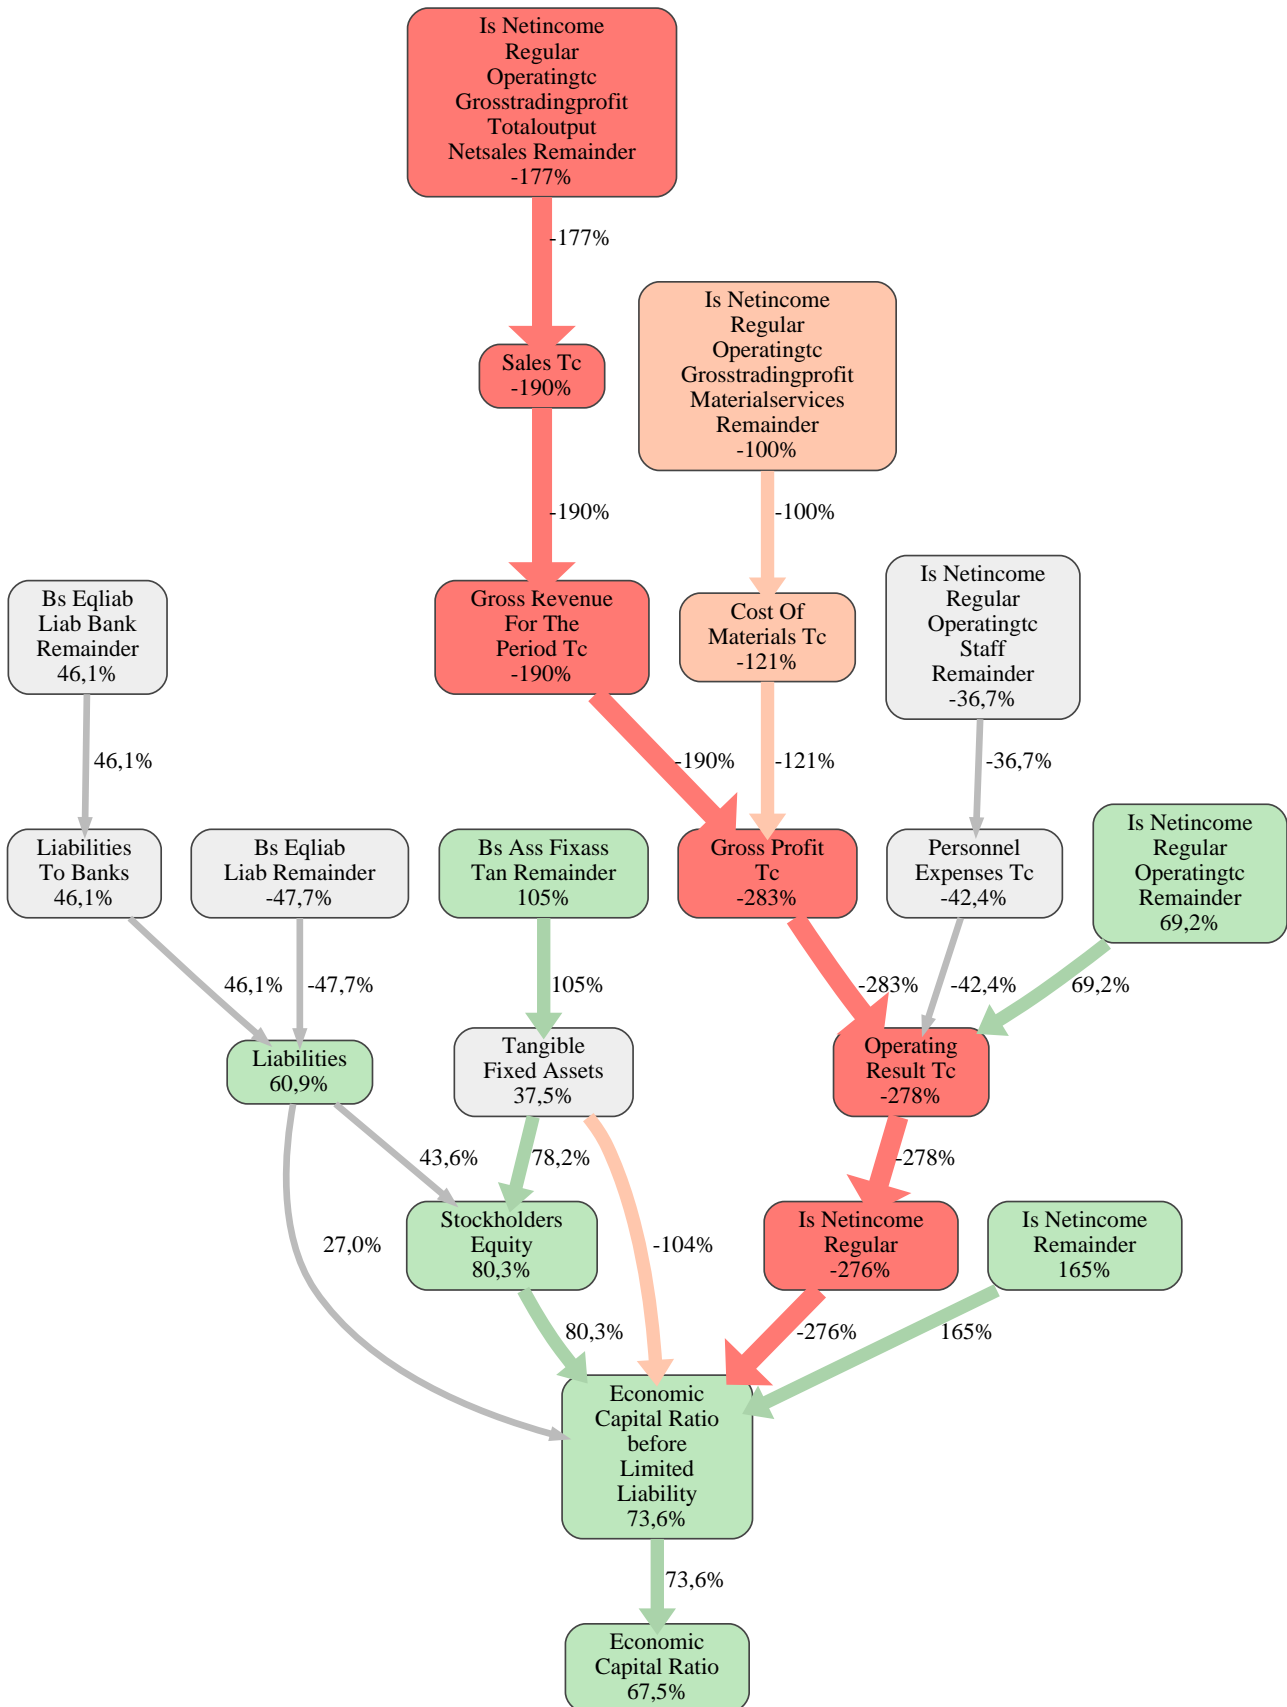 Is Netincome
Regular
Operatingtc
Grosstradingprofit
Totaloutput
Netsales Remainder
-177%
-177%
Is Netincome
Regular
Operatingtc
Grosstradingprofit
Materialservices
Remainder
-100%
Sales Tc
-190%
-190%
-100%
Is Netincome
Regular
Operatingtc
Staff
Remainder
-36,7%
Bs Eqliab
Liab Bank
Remainder
46,1%
Gross Revenue
For The
Period Tc
-190%
Cost Of
Materials Tc
-121%
46,1%
-190%
-121%
-36,7%
Liabilities
To Banks
46,1%
Bs Eqliab
Liab Remainder
-47,7%
Bs Ass Fixass
Tan Remainder
105%
Gross Profit
Tc
-283%
Personnel
Expenses Tc
-42,4%
Is Netincome
Regular
Operatingtc
Remainder
69,2%
46,1%
-47,7%
105%
-283%
-42,4%
69,2%
Liabilities
60,9%
Tangible
Fixed Assets
37,5%
Operating
Result Tc
-278%
43,6%
78,2%
-278%
27,0%
Stockholders
Equity
80,3%
-104%
Is Netincome
Regular
-276%
Is Netincome
Remainder
165%
80,3%
-276%
165%
Economic
Capital Ratio
before
Limited
Liability
73,6%
73,6%
Economic
Capital Ratio
67,5%